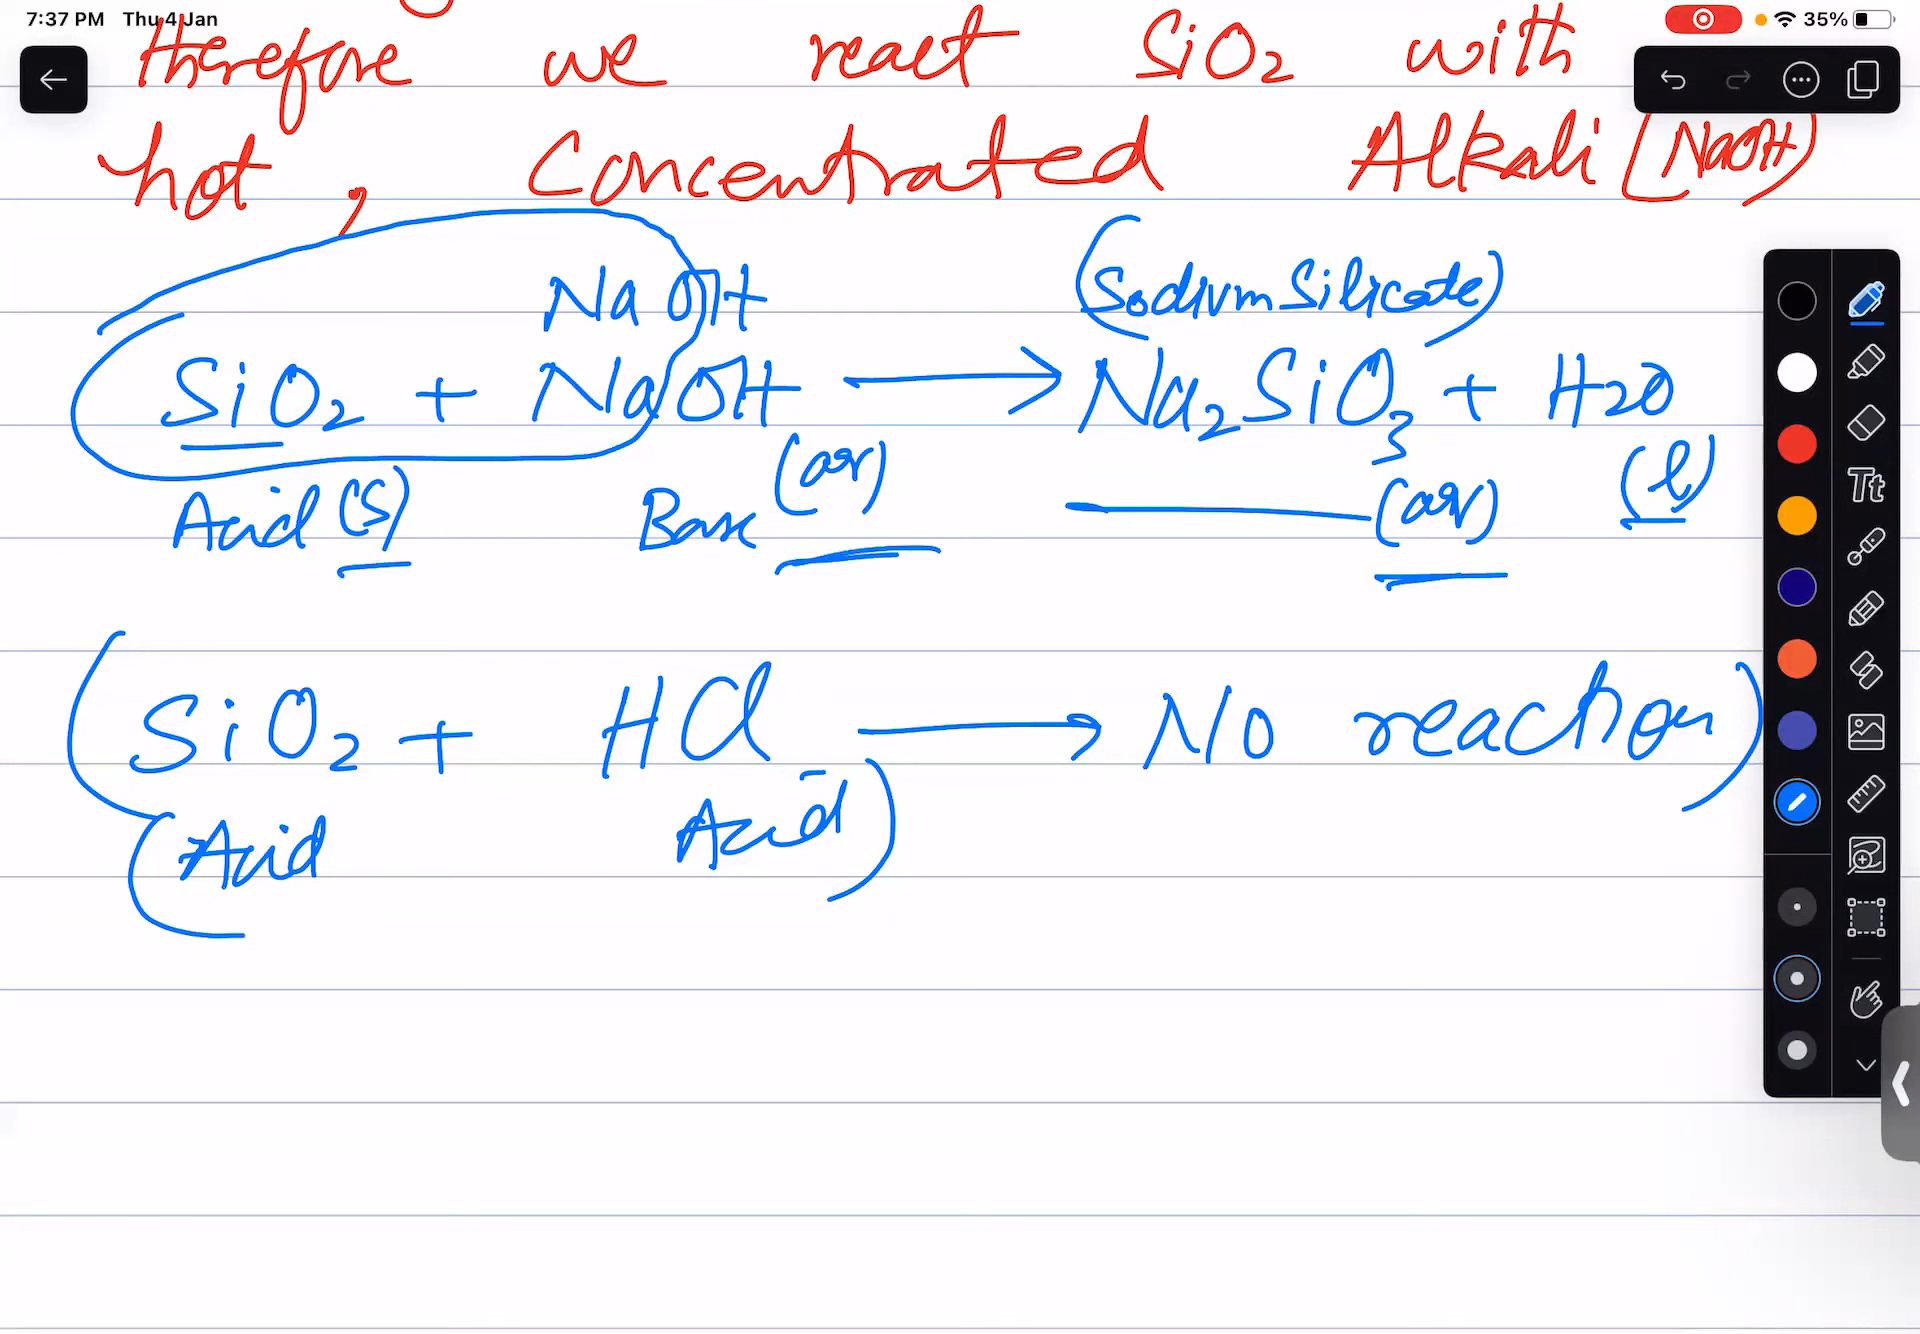 7:37 PM Thu 4 Jan 35%
therefore we react SiO2 with
hot, Concentrated Alkali (NaOH)
NaOH (Sodium Silicate)
SiO2 + NaOH → Na2SiO3 + H2O
Acid (s) Base (aq) (aq) (l)
SiO2 + HCl → No reaction)
(Acid Acid)
Tt